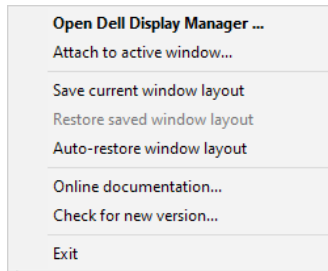 Open Dell Display Manager ...
Attach to active window...
Save current window layout
Restore saved window layout
Auto-restore window layout
Online documentation...
Check for new version...
Exit